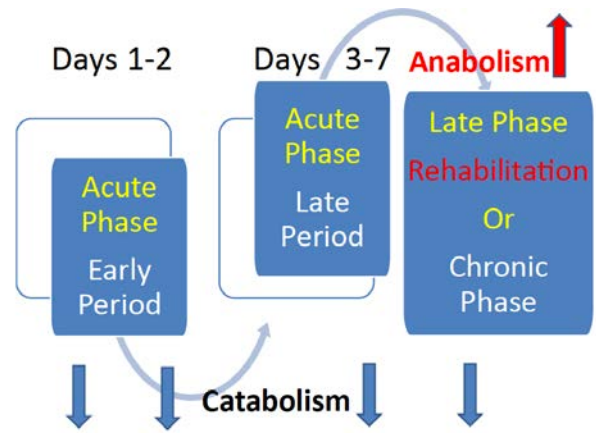 Days 1-2
Days 3-7
Anabolism
Acute
Phase
Early
Period
Acute
Phase
Late
Period
Late Phase
Rehabilitation
Or
Chronic
Phase
Catabolism